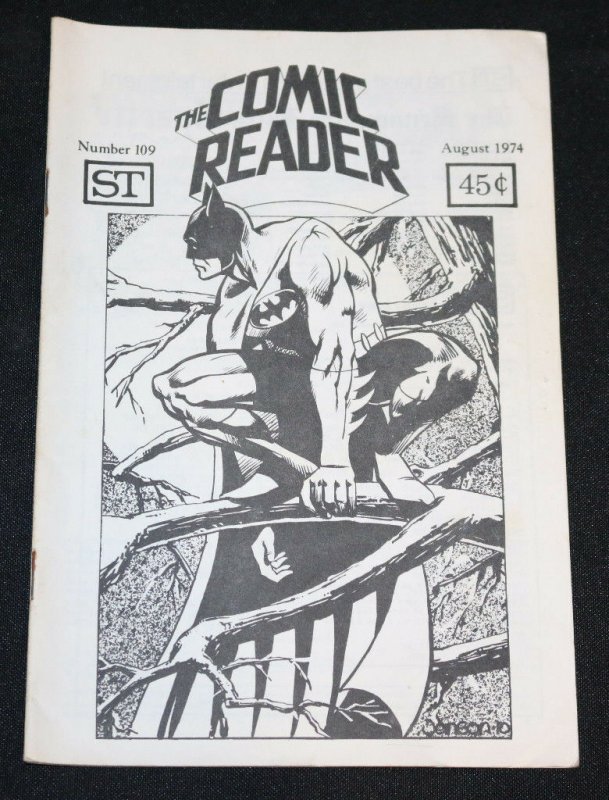 THE COMIC
READER
Number 109
August 1974
ST
45¢